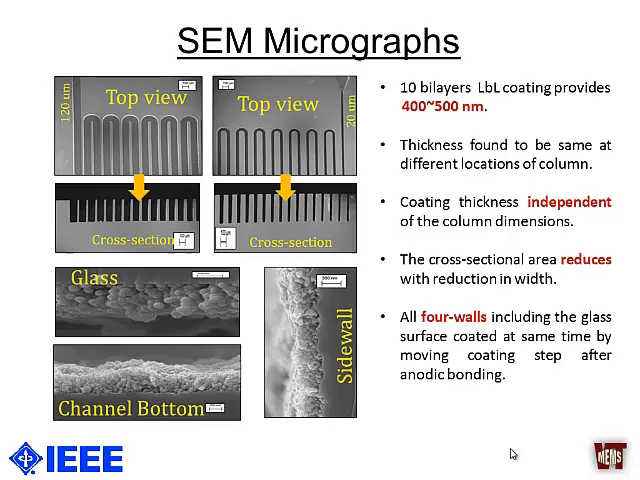 SEM Micrographs
120 um
Top view
Top view
20 um
Cross-section
Cross-section
Glass
Sidewall
Channel Bottom
• 10 bilayers LbL coating provides
400~500 nm.
• Thickness found to be same at
different locations of column.
• Coating thickness independent
of the column dimensions.
• The cross-sectional area reduces
with reduction in width.
• All four-walls including the glass
surface coated at same time by
moving coating step after
anodic bonding.
IEEE
MEMS